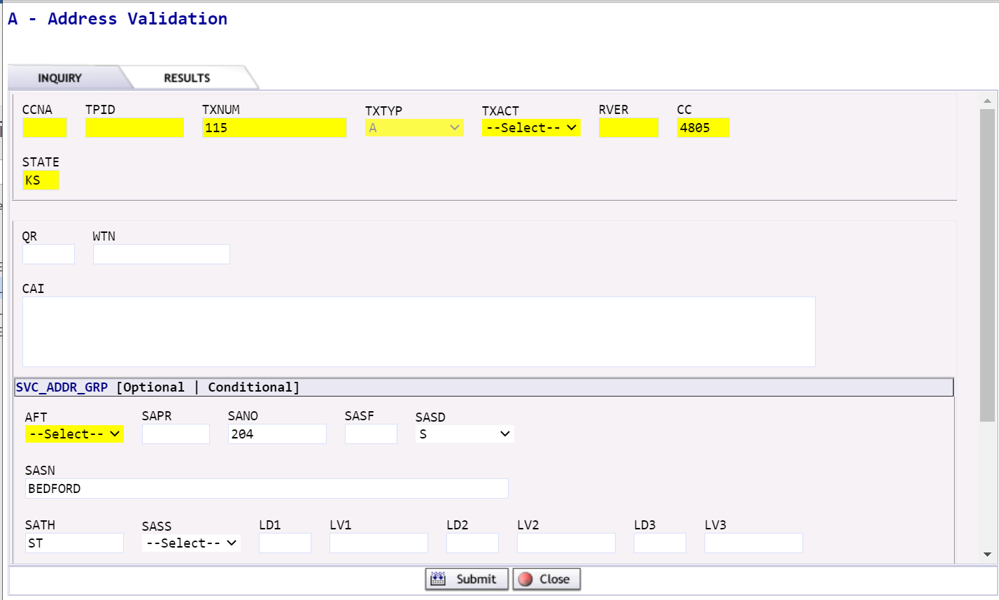 A - Address Validation
INQUIRY RESULTS
CCNA TPID TXNUM TXTYP TXACT RVER CC
115 A --Select-- 4805
STATE
KS
QR WTN
CAI
SVC_ADDR_GRP [Optional | Conditional]
AFT SAPR SANO SASF SASD
--Select-- 204 S
SASN
BEDFORD
SATH SASS LD1 LV1 LD2 LV2 LD3 LV3
ST --Select--
Submit Close